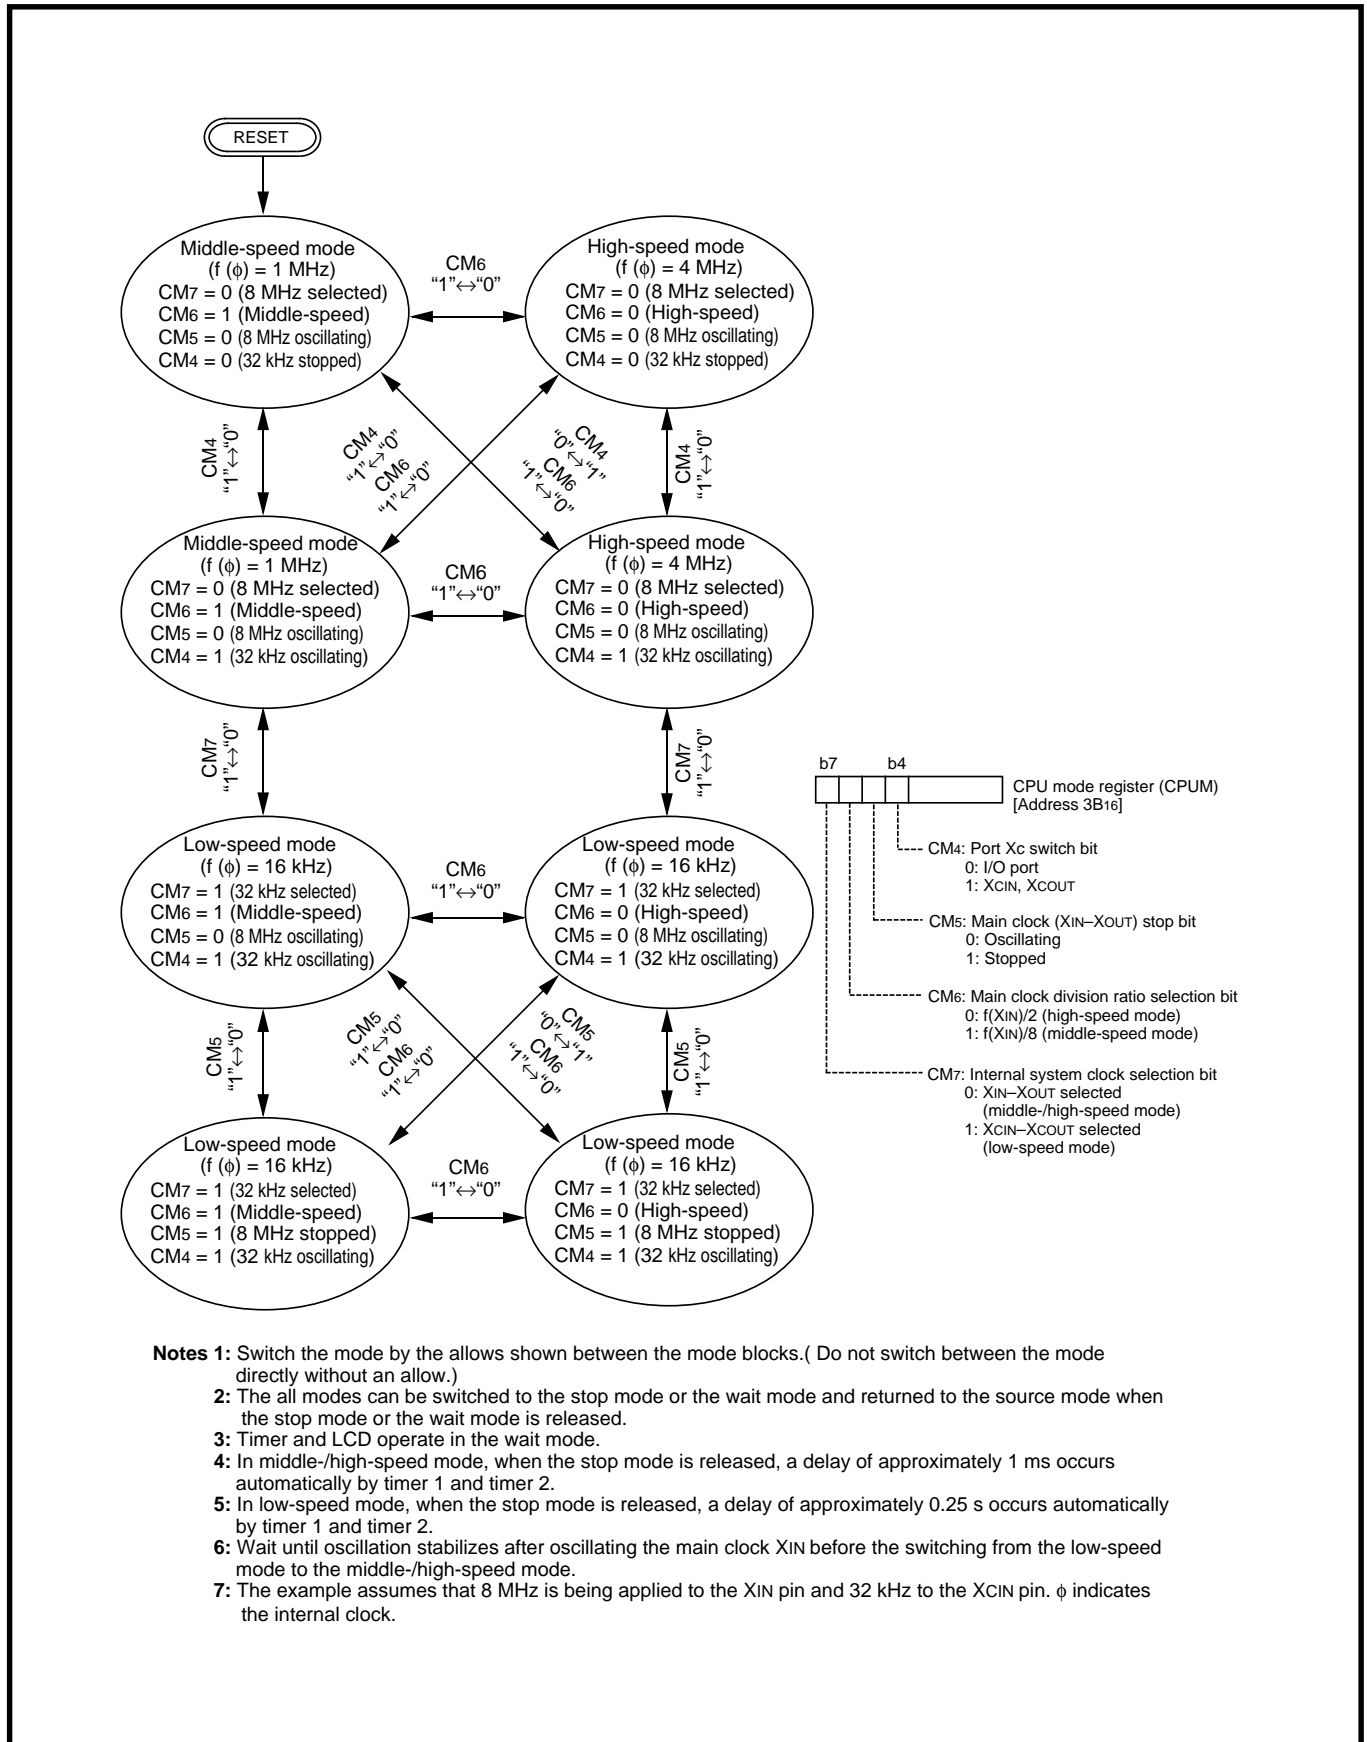 RESET
Middle-speed mode
(f (ϕ) = 1 MHz)
CM7 = 0 (8 MHz selected)
CM6 = 1 (Middle-speed)
CM5 = 0 (8 MHz oscillating)
CM4 = 0 (32 kHz stopped)
CM6
“1”↔“0”
High-speed mode
(f (ϕ) = 4 MHz)
CM7 = 0 (8 MHz selected)
CM6 = 0 (High-speed)
CM5 = 0 (8 MHz oscillating)
CM4 = 0 (32 kHz stopped)
CM4
“1”↔“0”
CM4
“1”↔“0”
CM6
“1”↔“0”
CM4
“0”↔“1”
CM6
“1”↔“0”
CM4
“1”↔“0”
Middle-speed mode
(f (ϕ) = 1 MHz)
CM7 = 0 (8 MHz selected)
CM6 = 1 (Middle-speed)
CM5 = 0 (8 MHz oscillating)
CM4 = 1 (32 kHz oscillating)
CM6
“1”↔“0”
High-speed mode
(f (ϕ) = 4 MHz)
CM7 = 0 (8 MHz selected)
CM6 = 0 (High-speed)
CM5 = 0 (8 MHz oscillating)
CM4 = 1 (32 kHz oscillating)
CM7
“1”↔“0”
CM7
“1”↔“0”
Low-speed mode
(f (ϕ) = 16 kHz)
CM7 = 1 (32 kHz selected)
CM6 = 1 (Middle-speed)
CM5 = 0 (8 MHz oscillating)
CM4 = 1 (32 kHz oscillating)
CM6
“1”↔“0”
Low-speed mode
(f (ϕ) = 16 kHz)
CM7 = 1 (32 kHz selected)
CM6 = 0 (High-speed)
CM5 = 0 (8 MHz oscillating)
CM4 = 1 (32 kHz oscillating)
CM5
“1”↔“0”
CM5
“1”↔“0”
CM6
“1”↔“0”
CM5
“0”↔“1”
CM6
“1”↔“0”
CM5
“1”↔“0”
Low-speed mode
(f (ϕ) = 16 kHz)
CM7 = 1 (32 kHz selected)
CM6 = 1 (Middle-speed)
CM5 = 1 (8 MHz stopped)
CM4 = 1 (32 kHz oscillating)
CM6
“1”↔“0”
Low-speed mode
(f (ϕ) = 16 kHz)
CM7 = 1 (32 kHz selected)
CM6 = 0 (High-speed)
CM5 = 1 (8 MHz stopped)
CM4 = 1 (32 kHz oscillating)
b7 b4
CPU mode register (CPUM)
[Address 3B16]
CM4: Port Xc switch bit
0: I/O port
1: XCIN, XCOUT
CM5: Main clock (XIN–XOUT) stop bit
0: Oscillating
1: Stopped
CM6: Main clock division ratio selection bit
0: f(XIN)/2 (high-speed mode)
1: f(XIN)/8 (middle-speed mode)
CM7: Internal system clock selection bit
0: XIN–XOUT selected
(middle-/high-speed mode)
1: XCIN–XCOUT selected
(low-speed mode)
Notes 1: Switch the mode by the allows shown between the mode blocks.( Do not switch between the mode
directly without an allow.)
2: The all modes can be switched to the stop mode or the wait mode and returned to the source mode when
the stop mode or the wait mode is released.
3: Timer and LCD operate in the wait mode.
4: In middle-/high-speed mode, when the stop mode is released, a delay of approximately 1 ms occurs
automatically by timer 1 and timer 2.
5: In low-speed mode, when the stop mode is released, a delay of approximately 0.25 s occurs automatically
by timer 1 and timer 2.
6: Wait until oscillation stabilizes after oscillating the main clock XIN before the switching from the low-speed
mode to the middle-/high-speed mode.
7: The example assumes that 8 MHz is being applied to the XIN pin and 32 kHz to the XCIN pin. ϕ indicates
the internal clock.